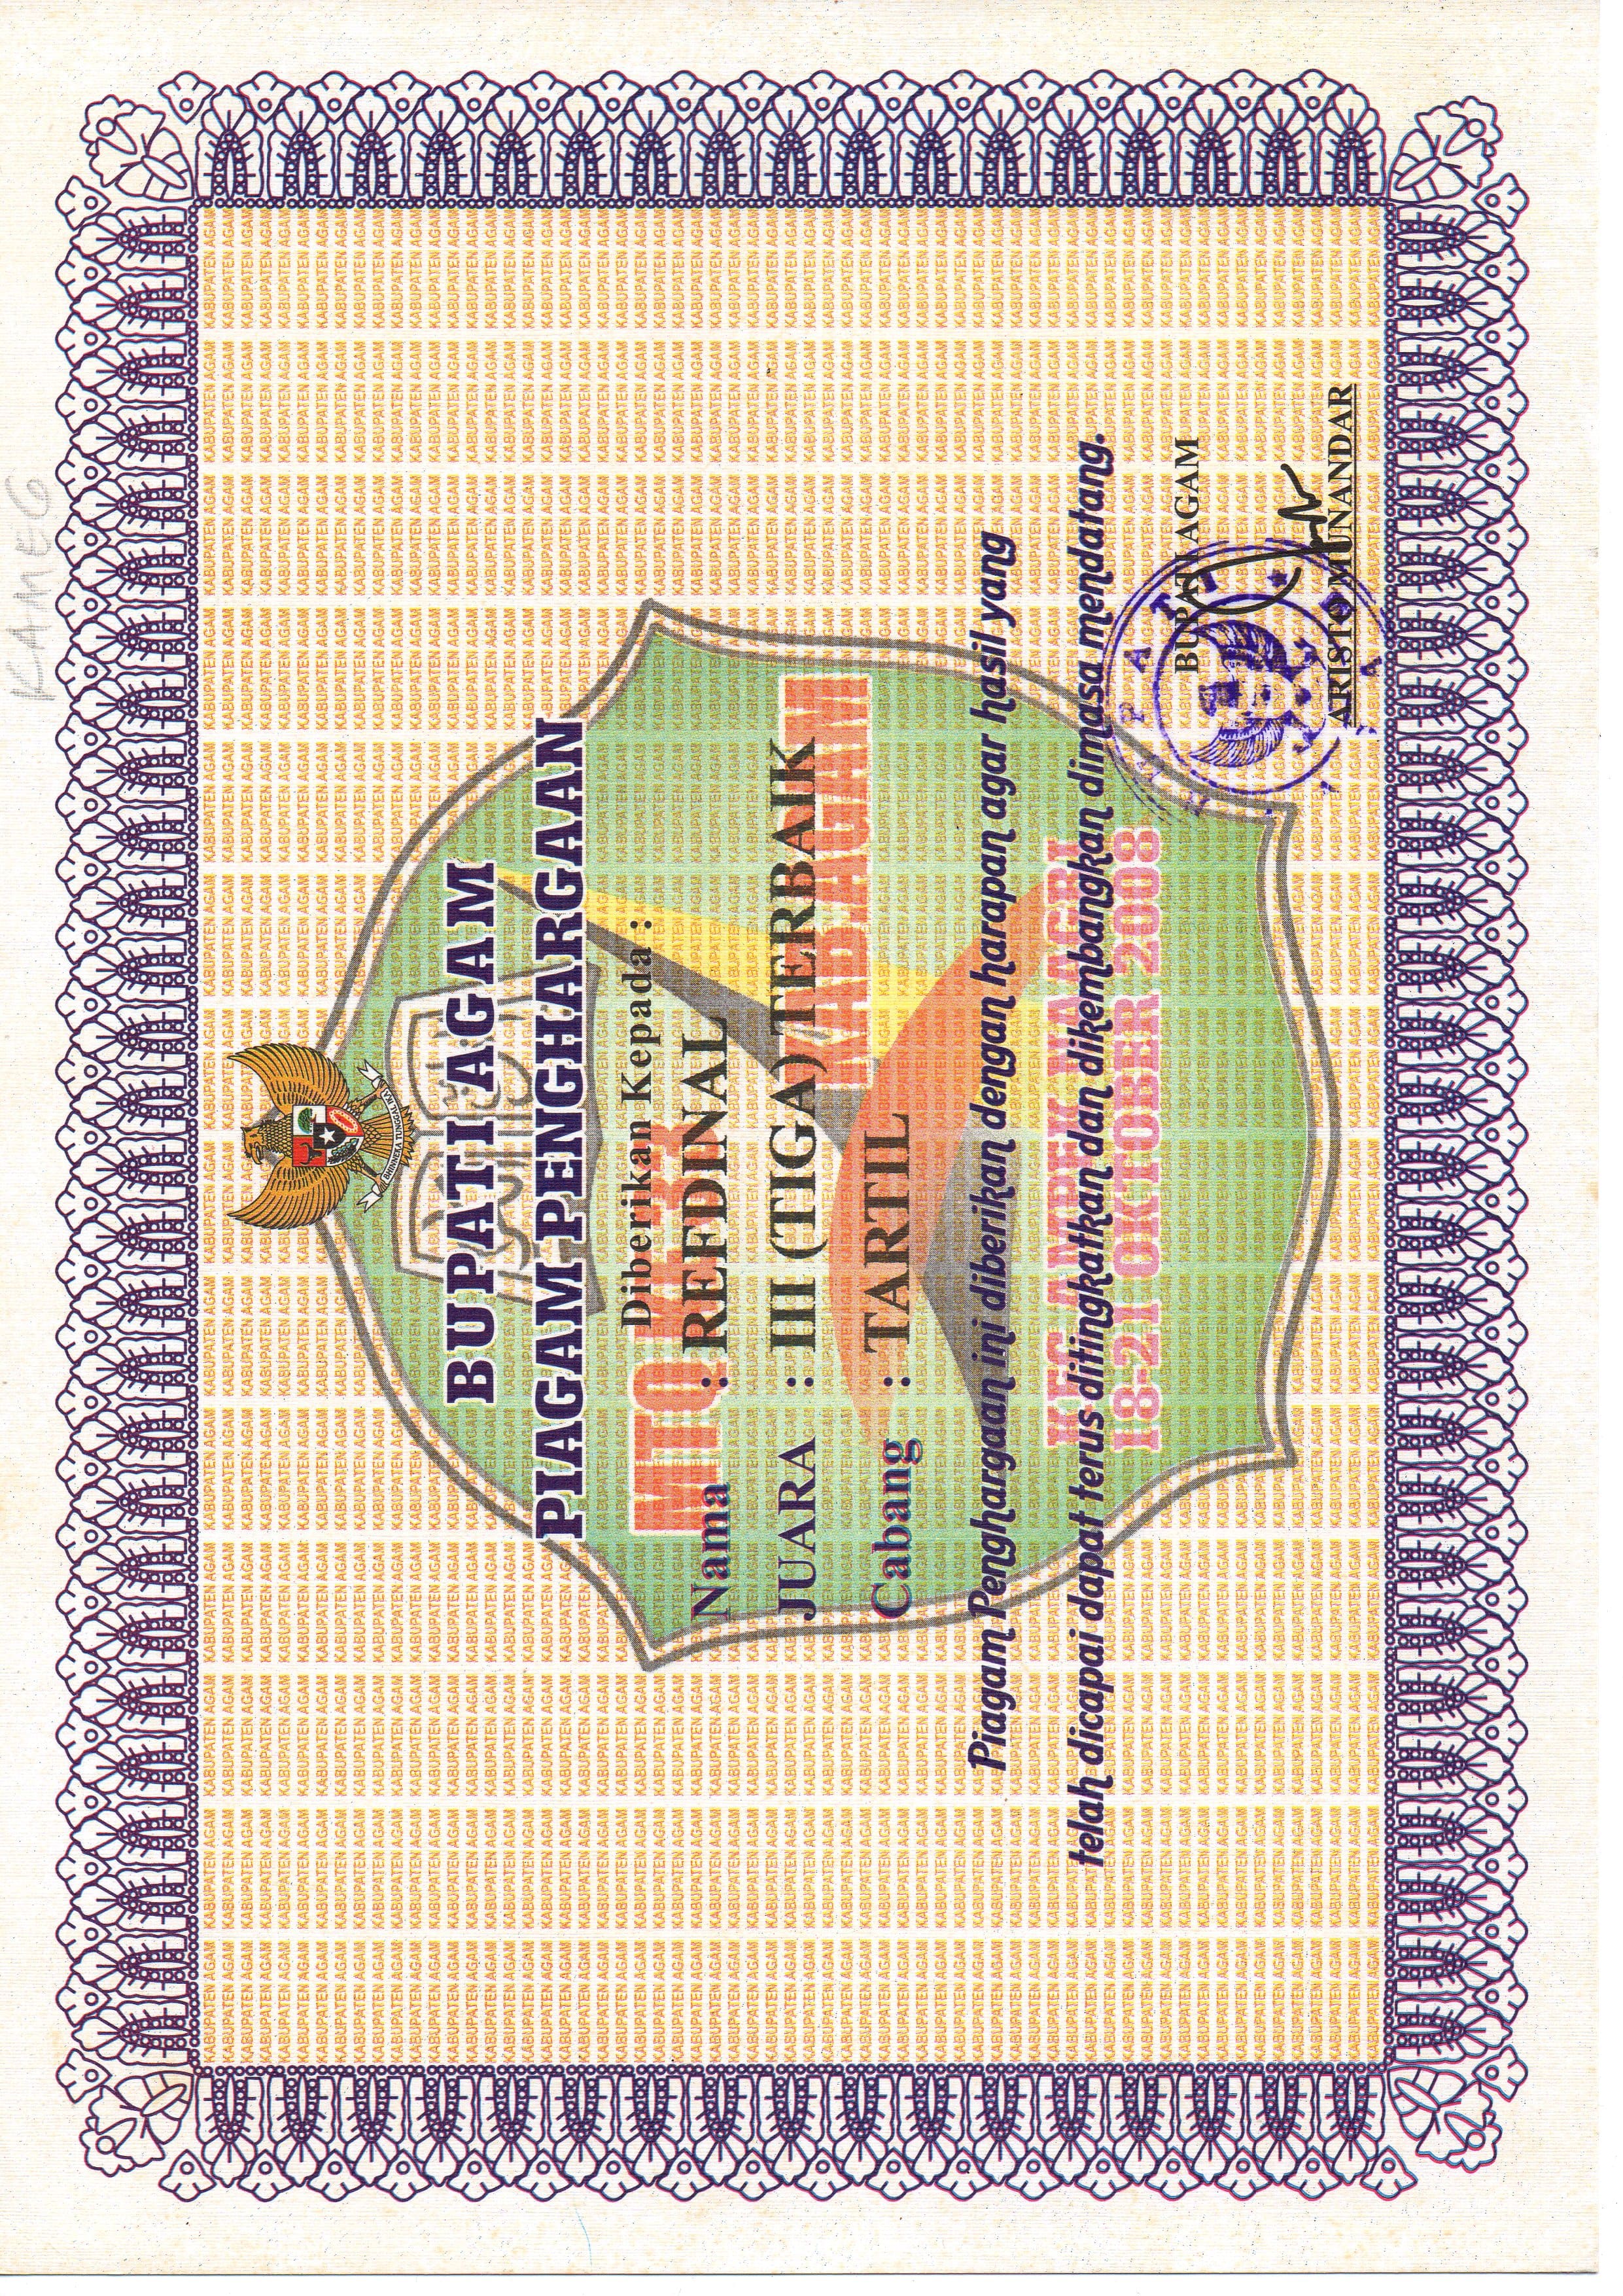 KAMEG
BHINNEKA TUNGGAL IKA
BUPATI AGAM
PIAGAM PENGHARGAAN
Diberikan Kepada :
MTQ KE 33
Nama : REFDINAL
JUARA : III (TIGA) TERBAIK
KAB.AGAM
Cabang : TARTIL
Piagam Penghargaan ini diberikan dengan harapan agar hasil yang
KEC AMPEK NAAGRI
telah dicapai dapat terus ditingkatkan dan dikembangkan dimasa mendatang.
18-21 OKTOBER 2008
BUPATI
BUPATI AGAM
ARISTO MUNANDAR
KABUPATEN AGAM